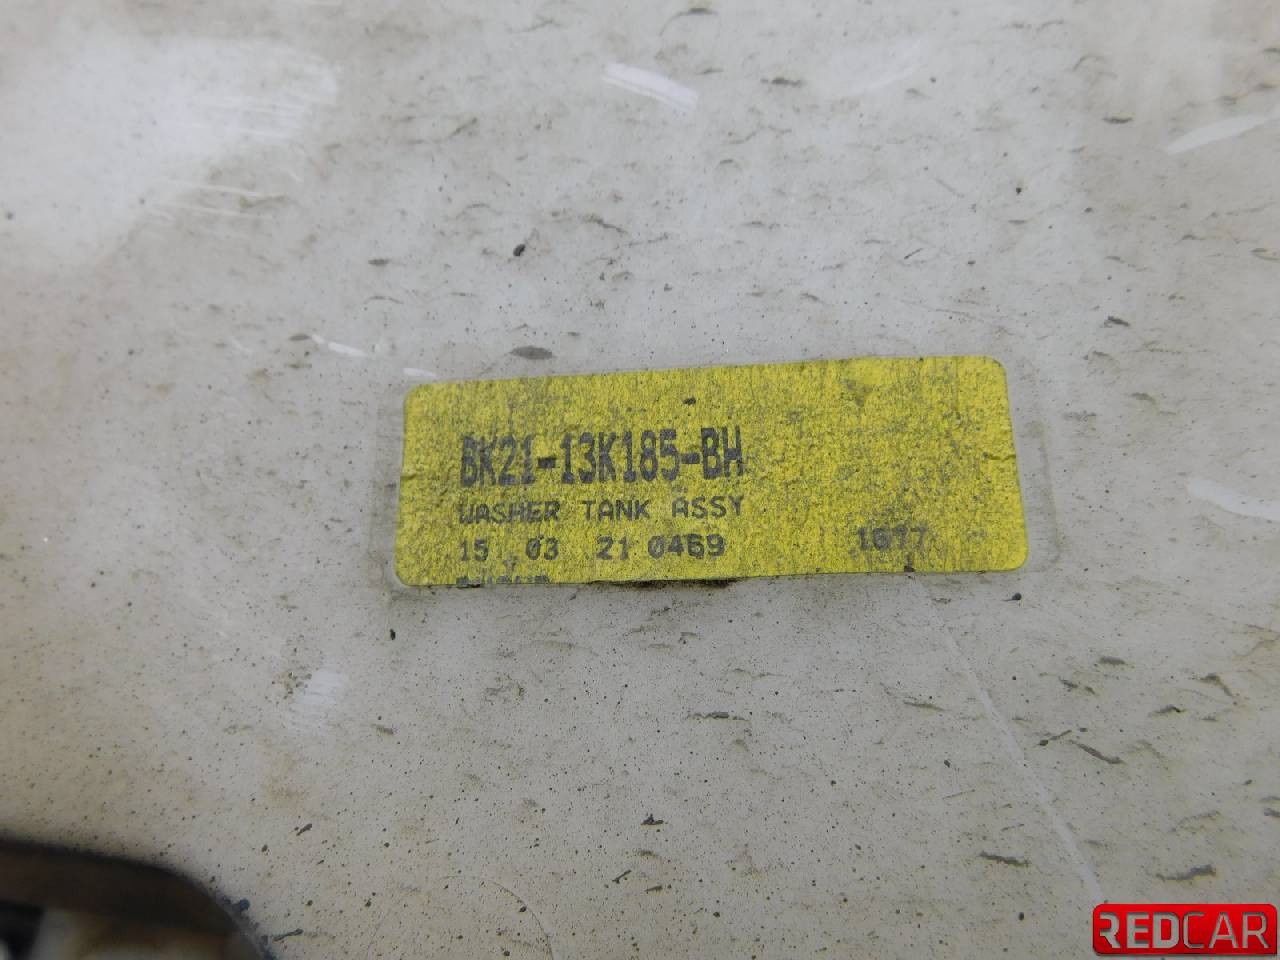 BK21-13K185-BH
WASHER TANK ASSY
15 03 21 0469 1677
REDCAR